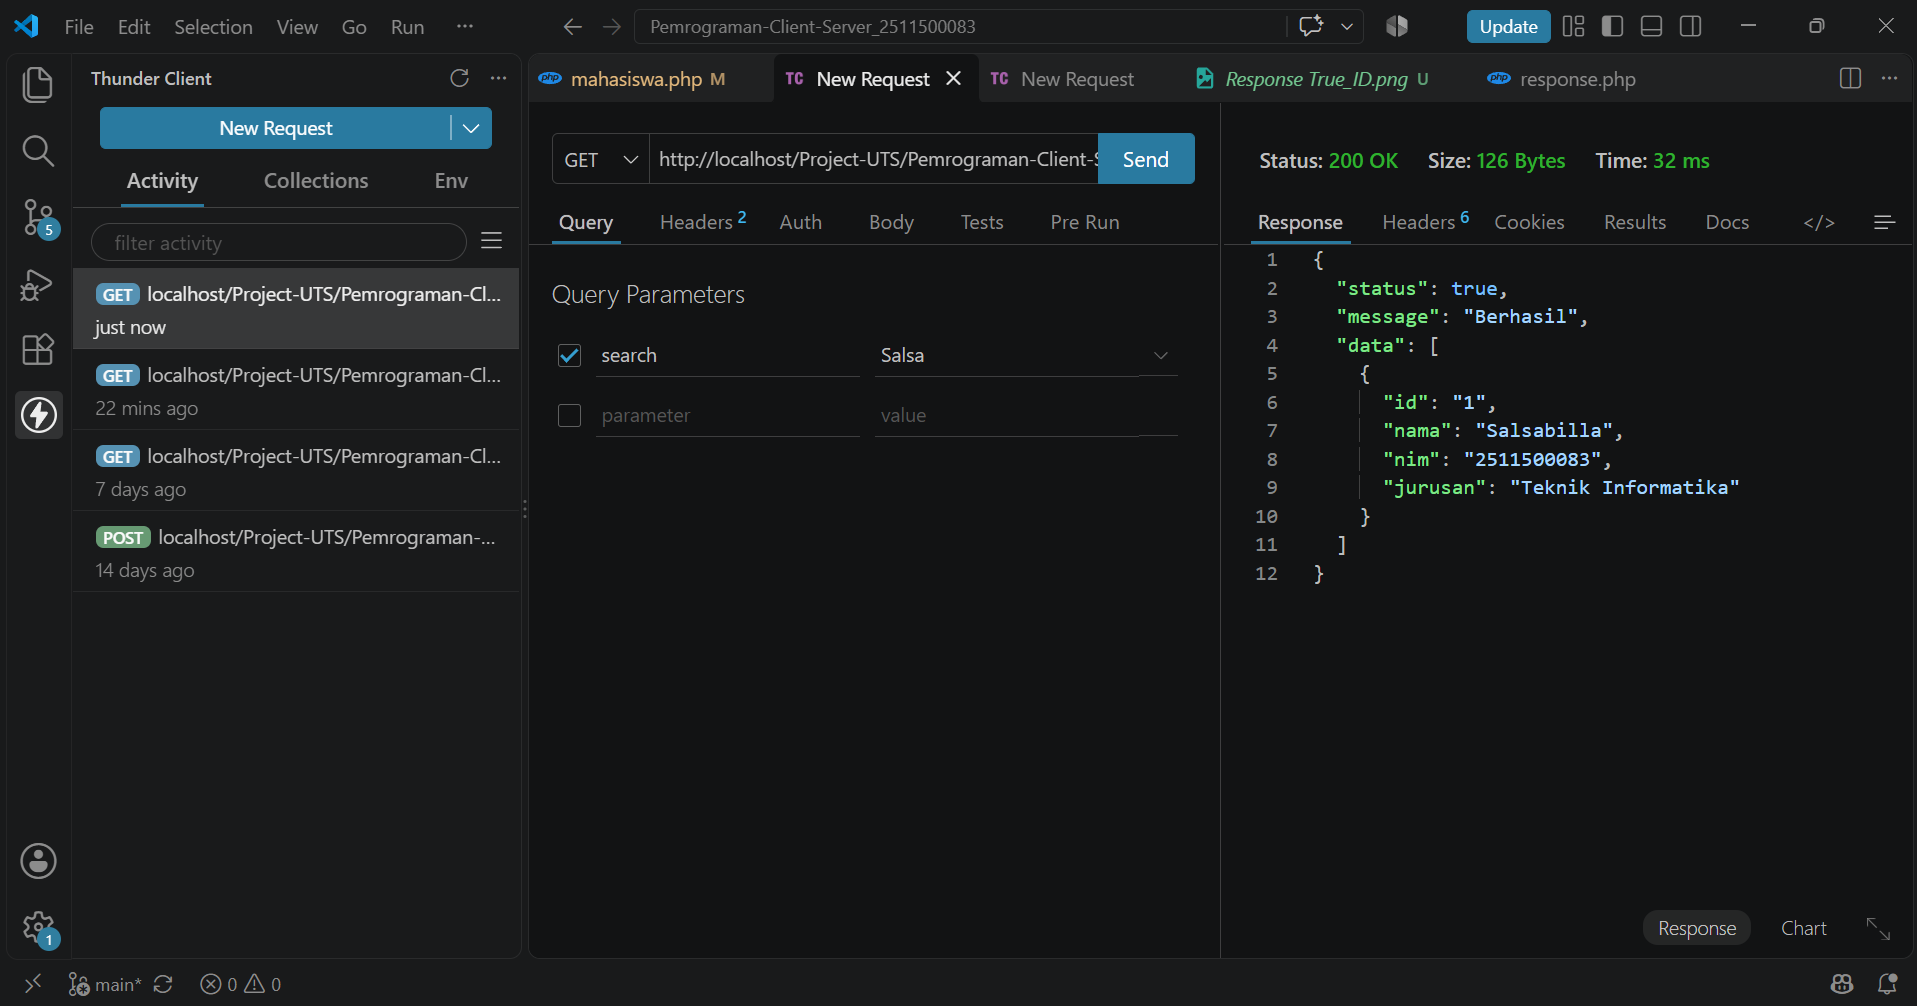 File Edit Selection View Go Run ···
Pemrograman-Client-Server_2511500083
Update
Thunder Client
New Request
Activity Collections Env
filter activity
GET localhost/Project-UTS/Pemrograman-Cl...
just now
GET localhost/Project-UTS/Pemrograman-Cl...
22 mins ago
GET localhost/Project-UTS/Pemrograman-Cl...
7 days ago
POST localhost/Project-UTS/Pemrograman-...
14 days ago
5
1
php mahasiswa.php M
TC New Request
TC New Request
Response True_ID.png U
php response.php
GET http://localhost/Project-UTS/Pemrograman-Client-S Send
Query Headers 2 Auth Body Tests Pre Run
Query Parameters
search Salsa
parameter value
Status: 200 OK Size: 126 Bytes Time: 32 ms
Response Headers 6 Cookies Results Docs </>
1 {
2 "status": true,
3 "message": "Berhasil",
4 "data": [
5 {
6 "id": "1",
7 "nama": "Salsabilla",
8 "nim": "2511500083",
9 "jurusan": "Teknik Informatika"
10 }
11 ]
12 }
Response Chart
main* 0 0